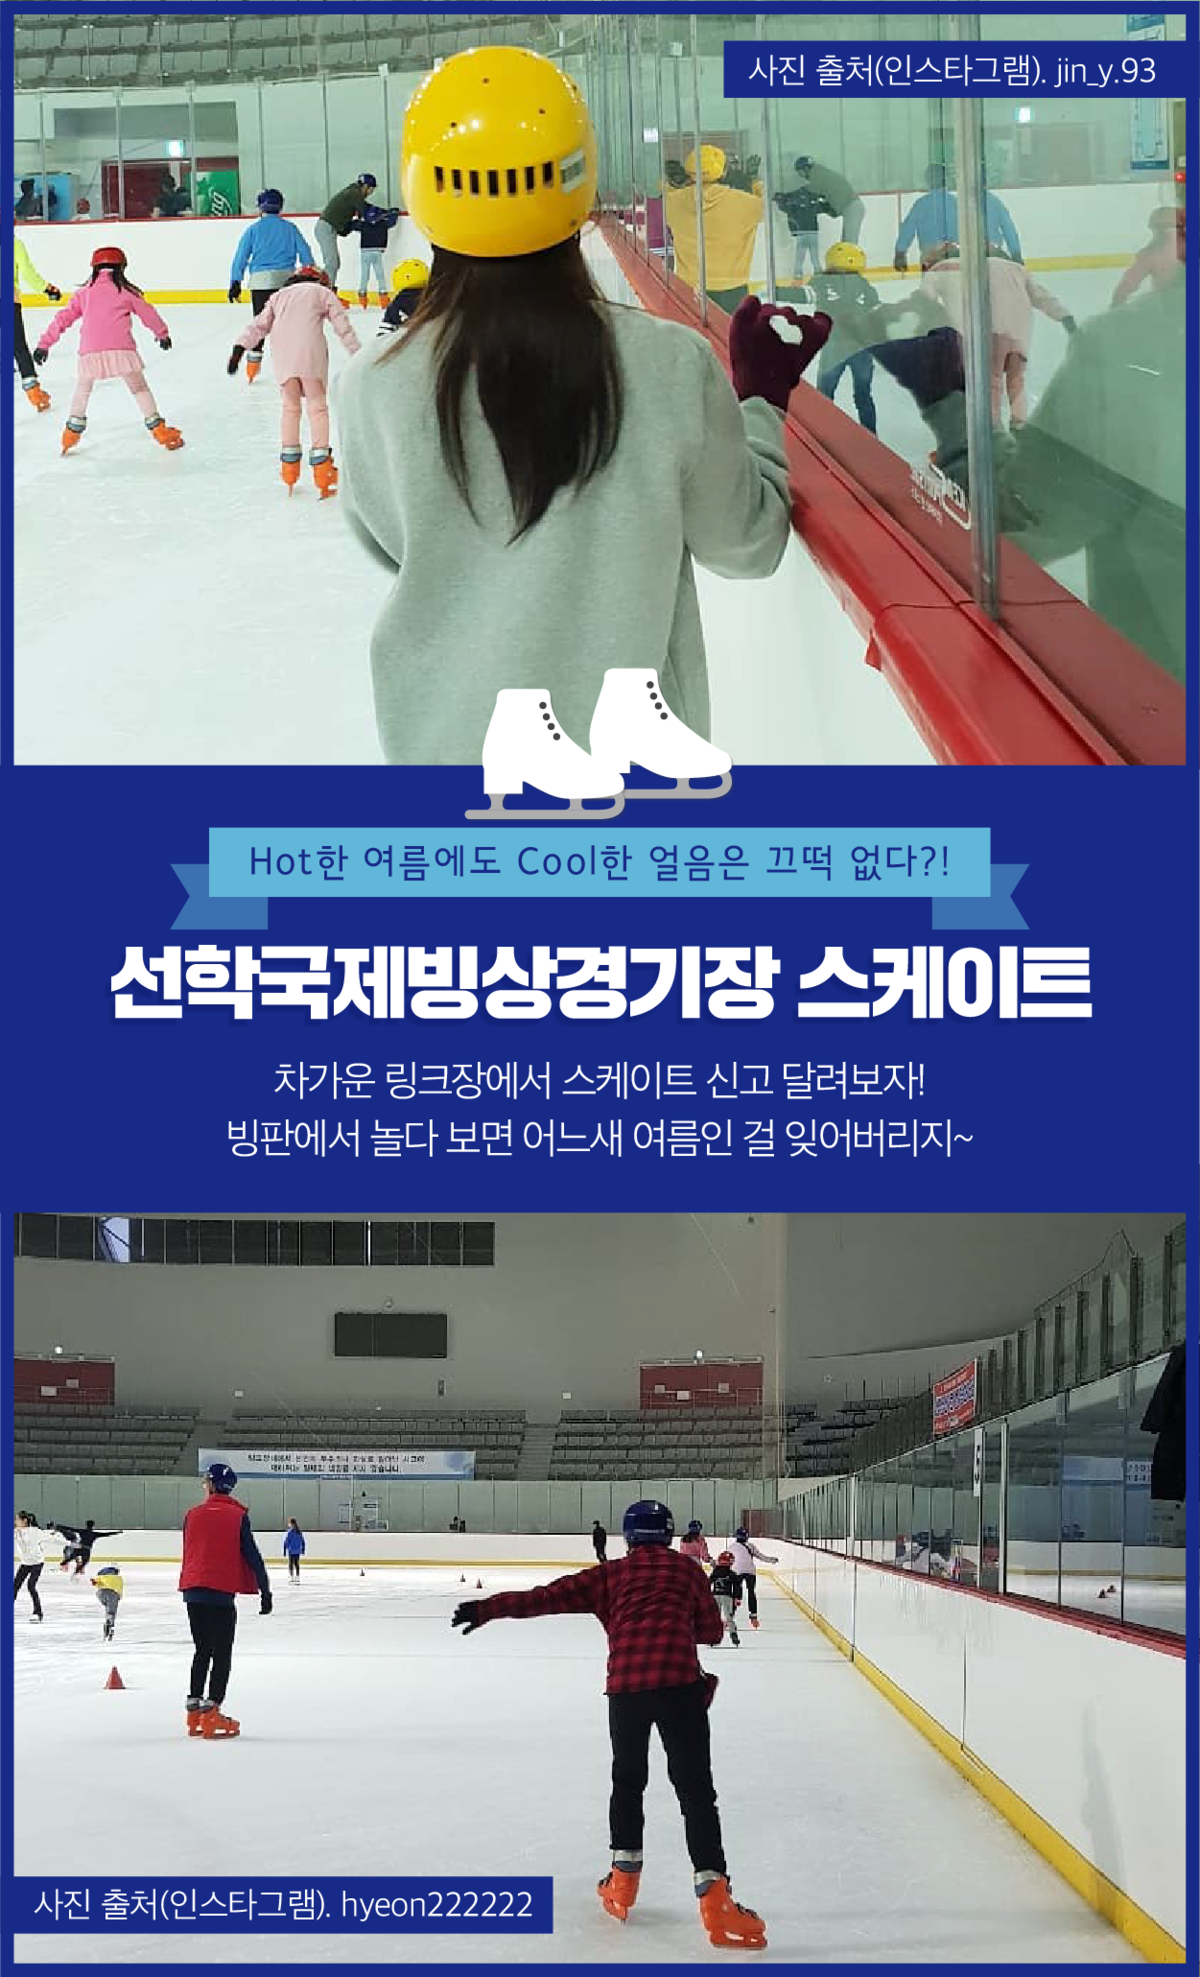 사진 출처(인스타그램). jin_y.93
Hot한 여름에도 Cool한 얼음은 끄떡 없다?!
선학국제빙상경기장 스케이트
차가운 링크장에서 스케이트 신고 달려보자!
빙판에서 놀다 보면 어느새 여름인 걸 잊어버리지~
5
사진 출처(인스타그램). hyeon222222